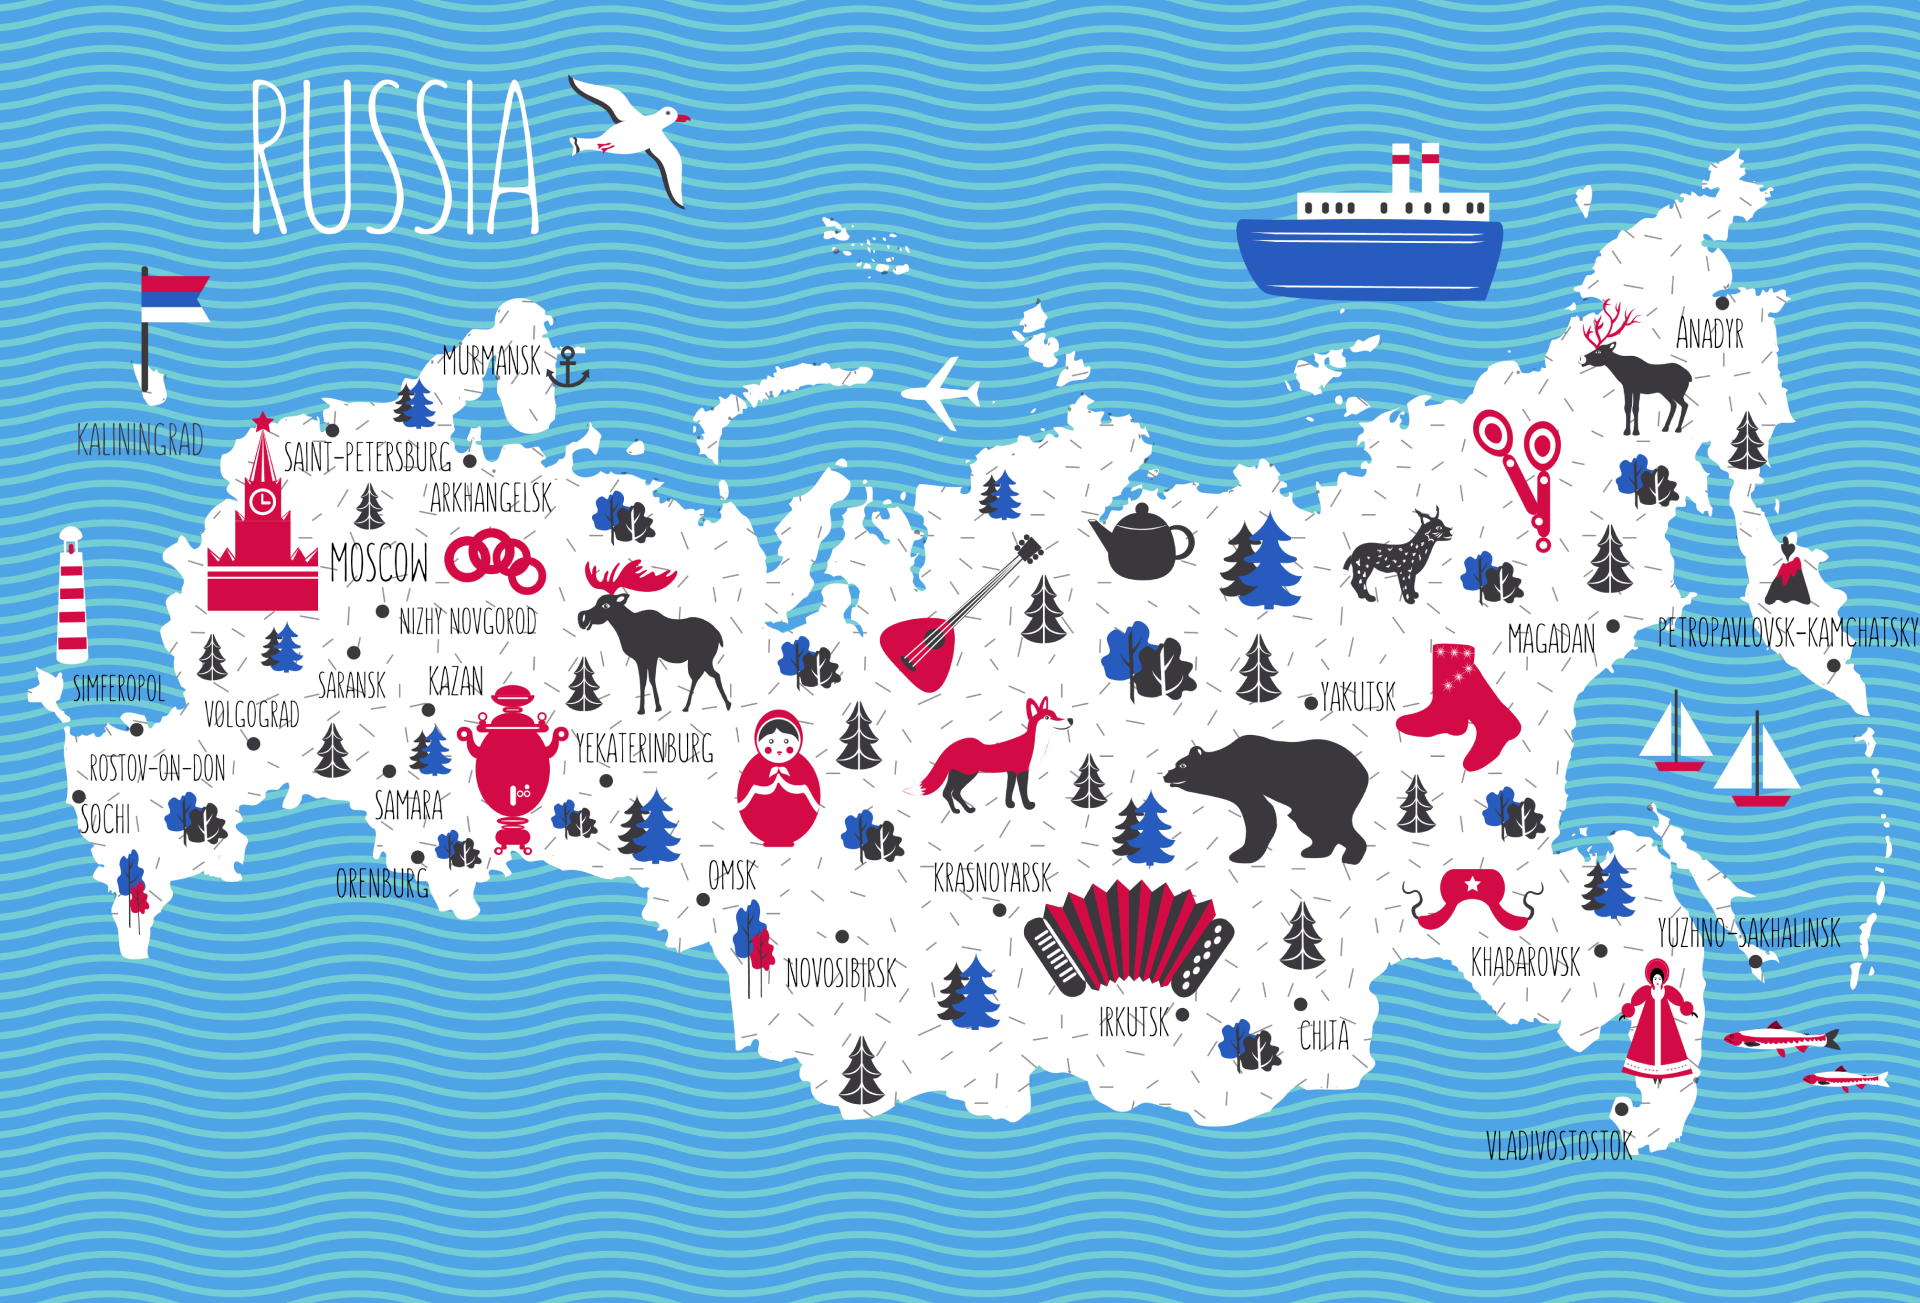 RUSSIA
ANADYR
MURMANSK
KALININGRAD
SAINT-PETERSBURG
ARKHANGELSK
MOSCOW
NIZHY NOVGOROD
MAGADAN
PETROPAVLOVSK-KAMCHATSKY
SIMFEROPOL
SARANSK
KAZAN
YAKUTSK
VOLGOGRAD
YEKATERINBURG
ROSTOV-ON-DON
SAMARA
SOCHI
ORENBURG
OMSK
KRASNOYARSK
YUZHNO-SAKHALINSK
KHABAROVSK
NOVOSIBIRSK
IRKUTSK
CHITA
VLADIVOSTOSTOK